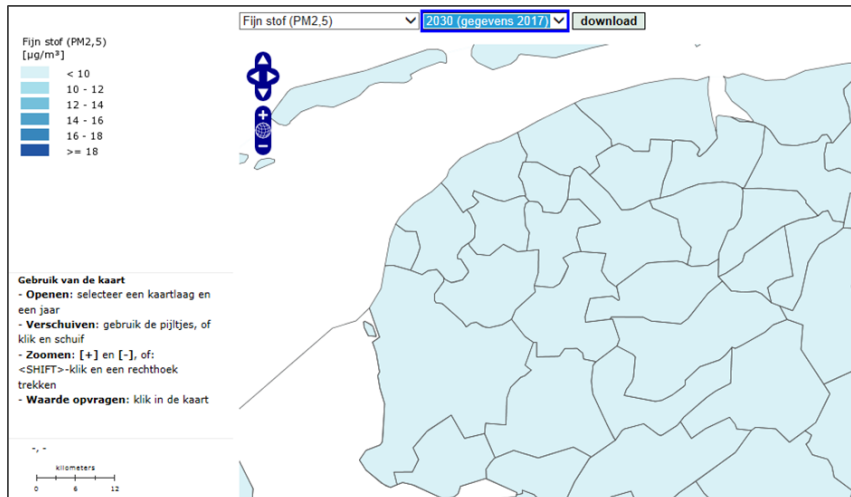 Fijn stof (PM2,5)
2030 (gegevens 2017)
download
Fijn stof (PM2,5)
[µg/m³]
< 10
10 - 12
12 - 14
14 - 16
16 - 18
>= 18
Gebruik van de kaart
- Openen: selecteer een kaartlaag en
een jaar
- Verschuiven: gebruik de pijltjes, of
klik en schuif
- Zoomen: [+] en [-], of:
<SHIFT>-klik en een rechthoek
trekken
- Waarde opvragen: klik in de kaart
-, -
kilometers
0 6 12